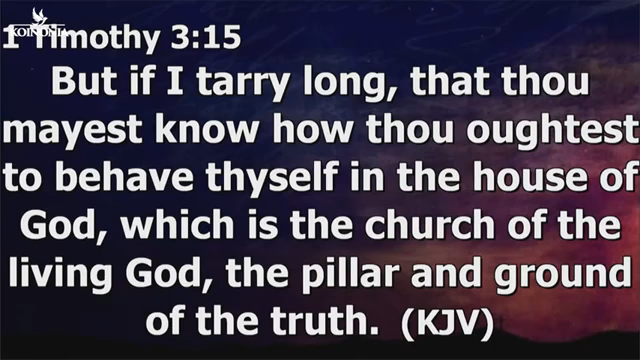 KOINONIA
1 Timothy 3:15
But if I tarry long, that thou
mayest know how thou oughtest
to behave thyself in the house of
God, which is the church of the
living God, the pillar and ground
of the truth. (KJV)